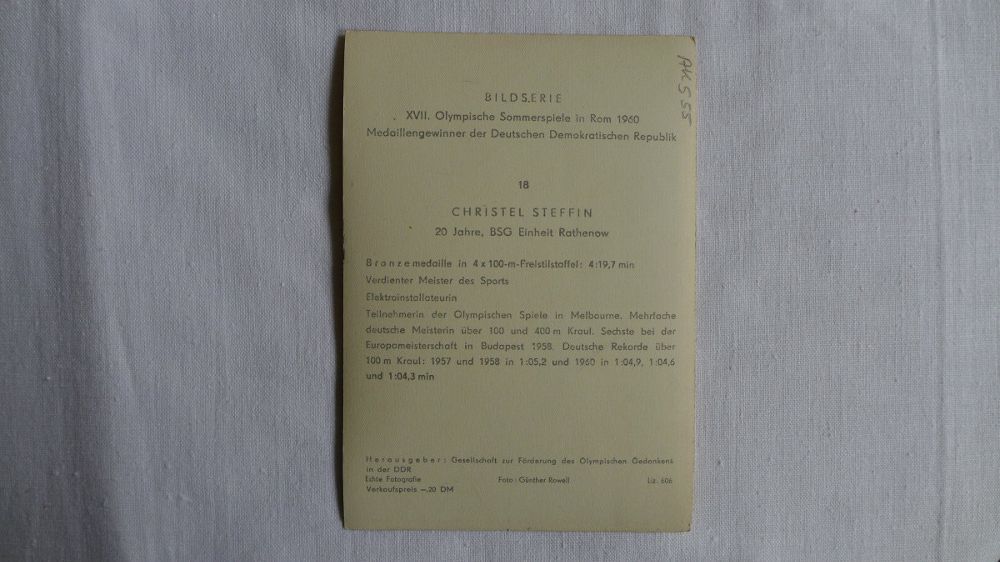 AK 555
BILDSERIE
XVII. Olympische Sommerspiele in Rom 1960
Medaillengewinner der Deutschen Demokratischen Republik
18
CHRISTEL STEFFIN
20 Jahre, BSG Einheit Rathenow
Bronzemedaille in 4 x 100-m-Freistilstaffel: 4:19,7 min
Verdienter Meister des Sports
Elektroinstallateurin
Teilnehmerin der Olympischen Spiele in Melbourne. Mehrfache
deutsche Meisterin über 100 und 400 m Kraul. Sechste bei der
Europameisterschaft in Budapest 1958. Deutsche Rekorde über
100 m Kraul: 1957 und 1958 in 1:05,2 und 1960 in 1:04,9, 1:04,6
und 1:04,3 min
Herausgeber: Gesellschaft zur Förderung des Olympischen Gedankens
in der DDR
Echte Fotografie Foto: Günther Rowell Liz. 606
Verkaufspreis —.20 DM